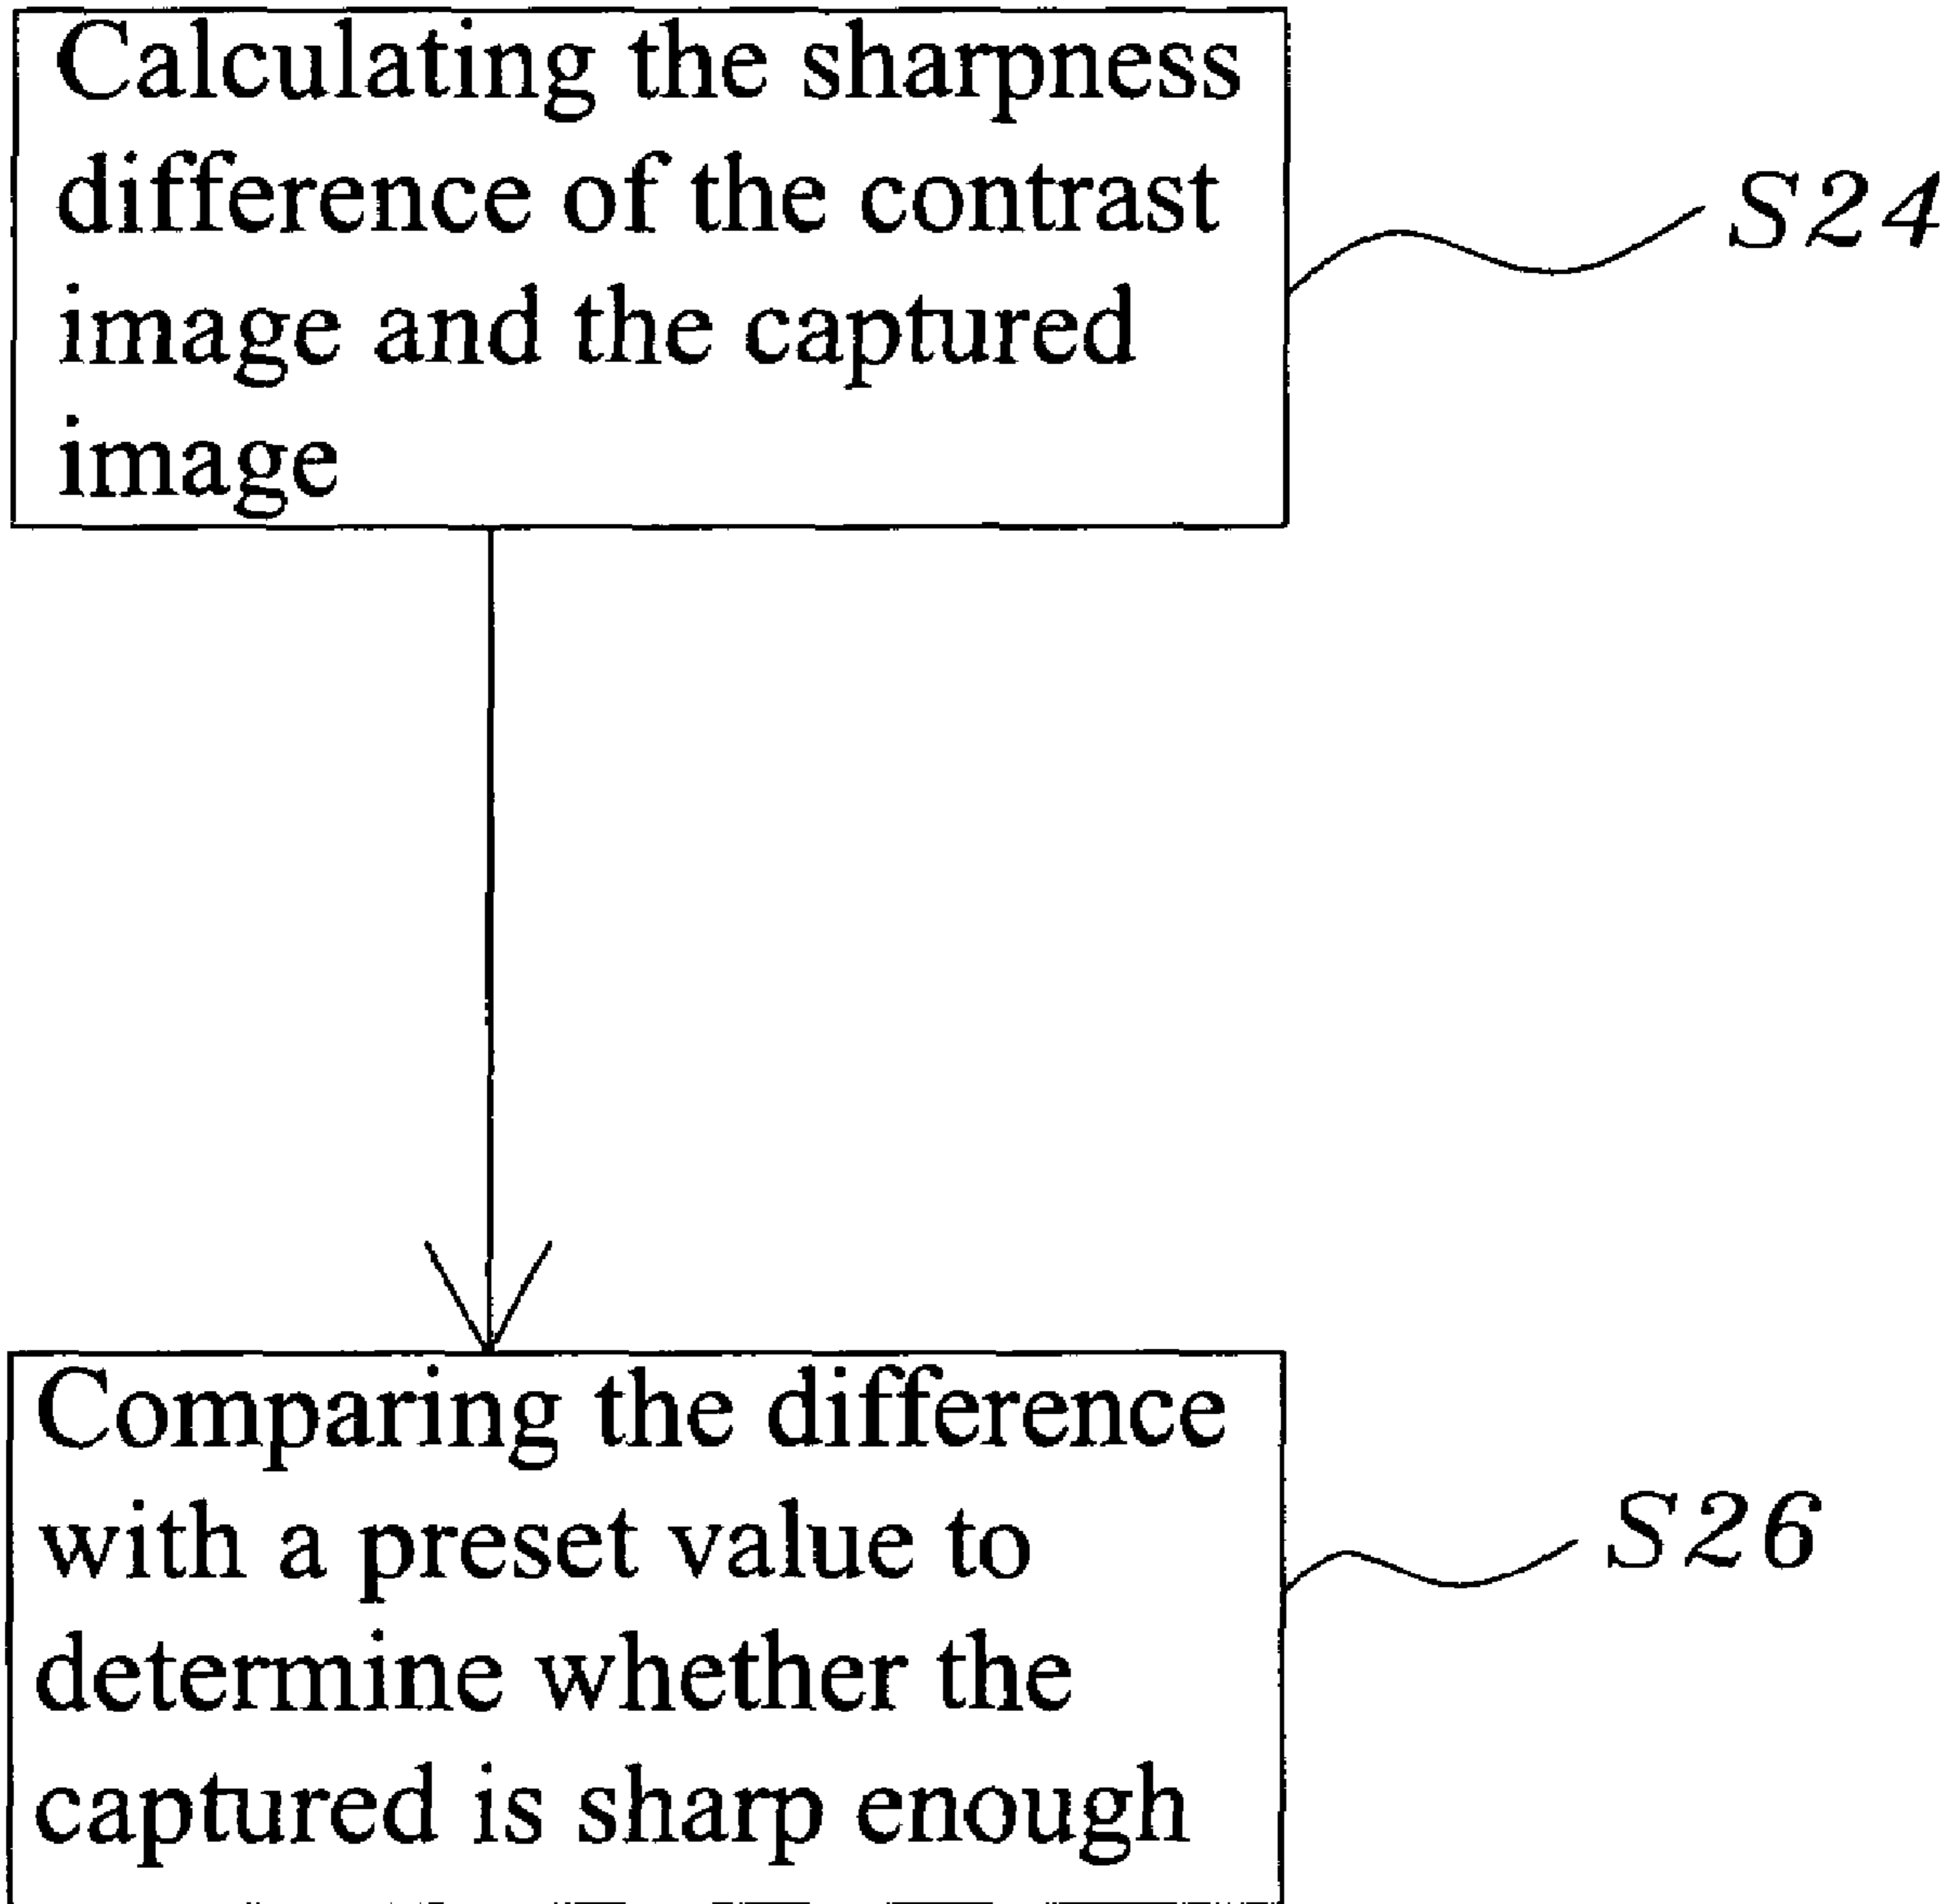 Calculating the sharpness
difference of the contrast
image and the captured
image
S24
Comparing the difference
with a preset value to
determine whether the
captured is sharp enough
S26